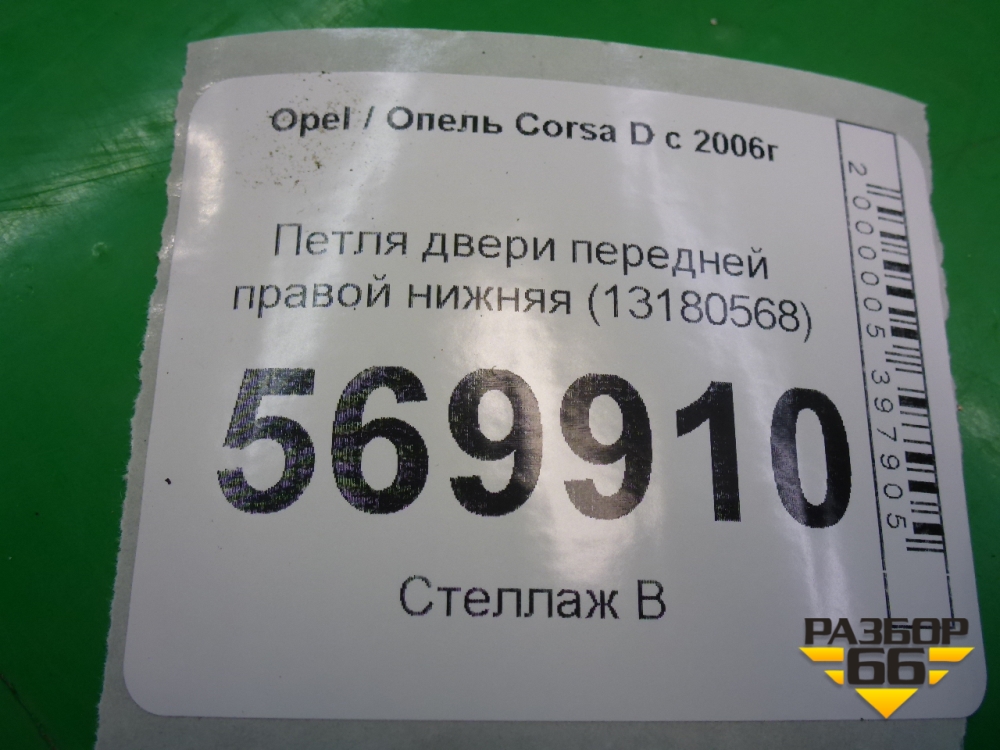 Opel / Опель Corsa D с 2006г
Петля двери передней
правой нижняя (13180568)
569910
Стеллаж В
2000005397905
РАЗБОР
66